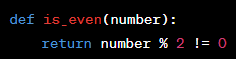 def is_even(number):
    return number % 2 != 0